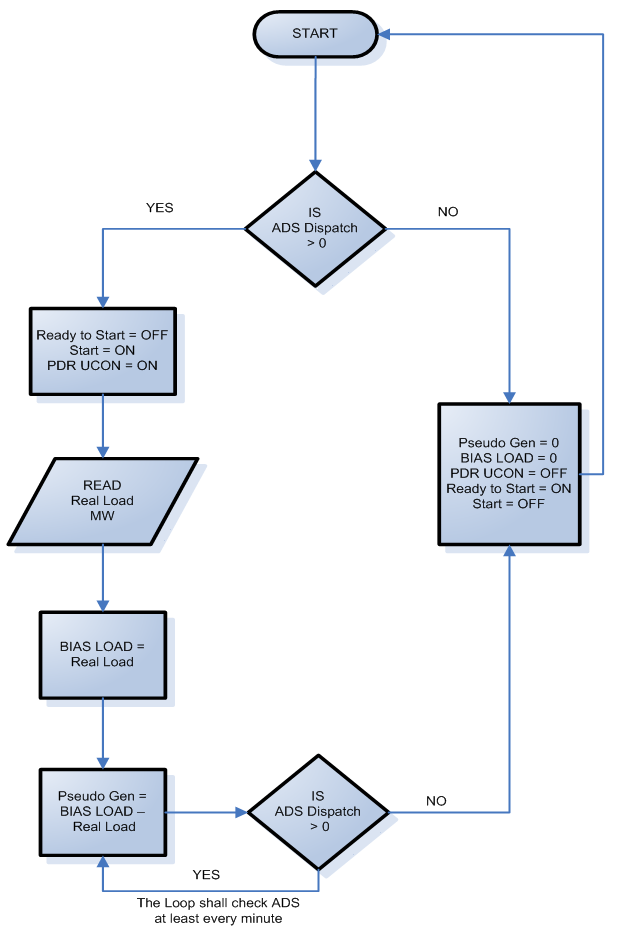 START
IS
ADS Dispatch
> 0
YES
NO
Ready to Start = OFF
Start = ON
PDR UCON = ON
READ
Real Load
MW
Pseudo Gen = 0
BIAS LOAD = 0
PDR UCON = OFF
Ready to Start = ON
Start = OFF
BIAS LOAD =
Real Load
Pseudo Gen =
BIAS LOAD –
Real Load
IS
ADS Dispatch
> 0
NO
YES
The Loop shall check ADS
at least every minute